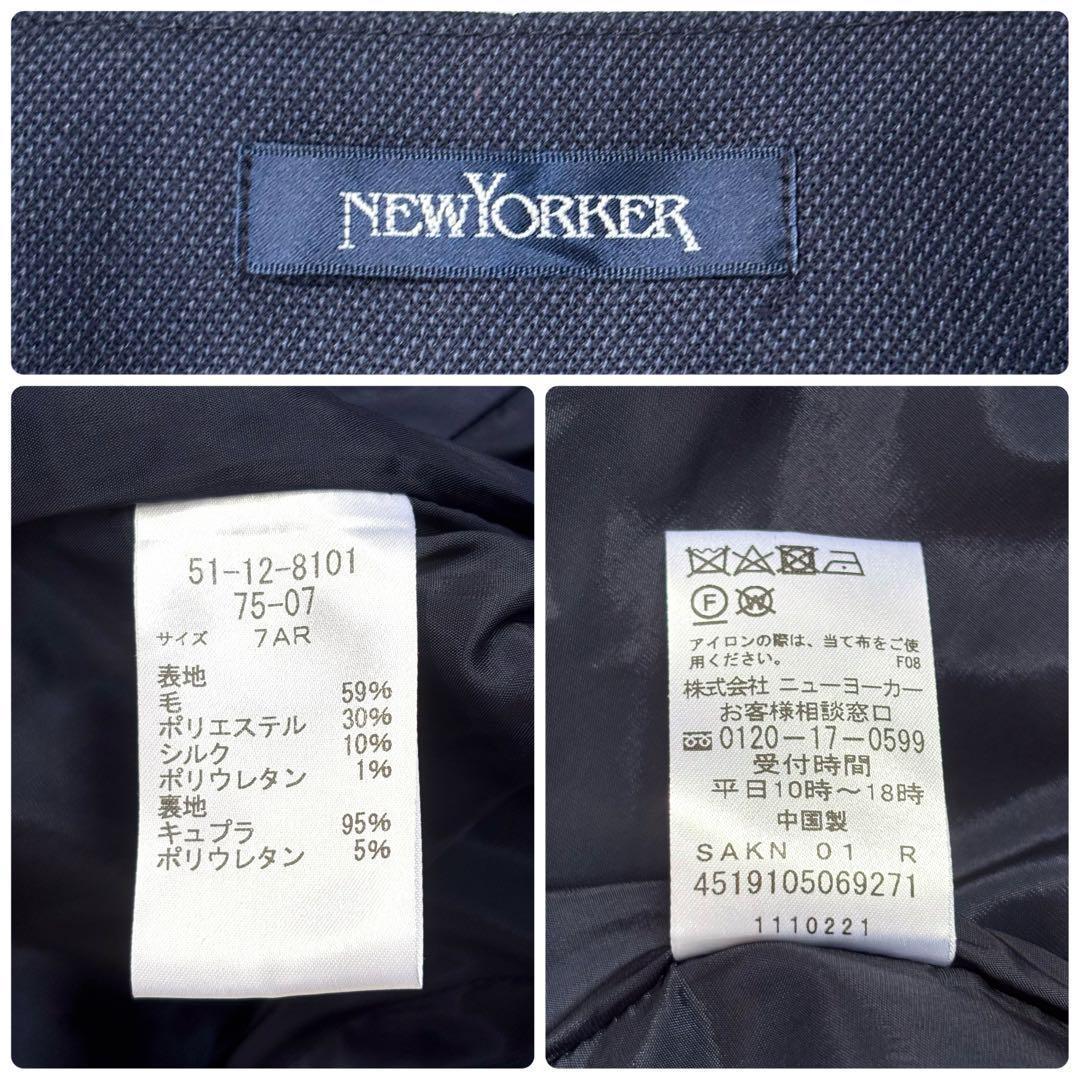 NEWYORKER
51-12-8101
75-07
サイズ 7AR
表地
毛 59%
ポリエステル 30%
シルク 10%
ポリウレタン 1%
裏地
キュプラ 95%
ポリウレタン 5%
F W
アイロンの際は、当て布をご使
用ください。 F08
株式会社 ニューヨーカー
お客様相談窓口
0120-17-0599
受付時間
平日10時～18時
中国製
SAKN 01 R
4519105069271
1110221